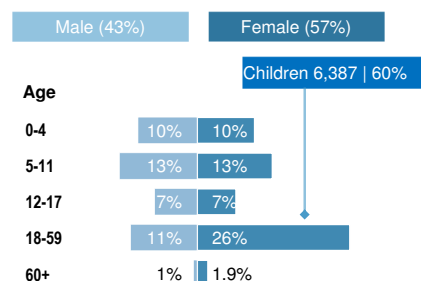 Male (43%) Female (57%)
Children 6,387 | 60%
Age
0-4 10% 10%
5-11 13% 13%
12-17 7% 7%
18-59 11% 26%
60+ 1% 1.9%